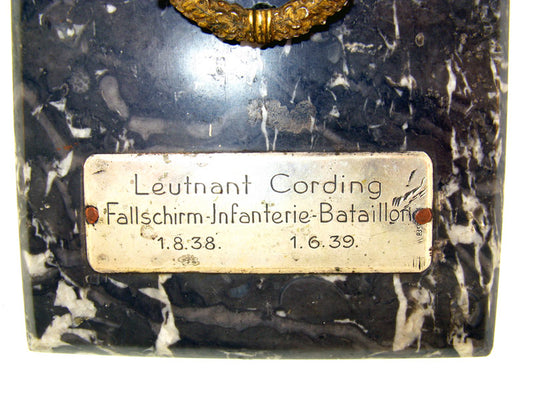 Leutnant Cording
Fallschirm-Infanterie-Bataillon
1.8.38. 1.6.39.